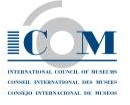 ICOM
INTERNATIONAL COUNCIL OF MUSEUMS
CONSEIL INTERNATIONAL DES MUSEES
CONSEJO INTERNACIONAL DE MUSEOS